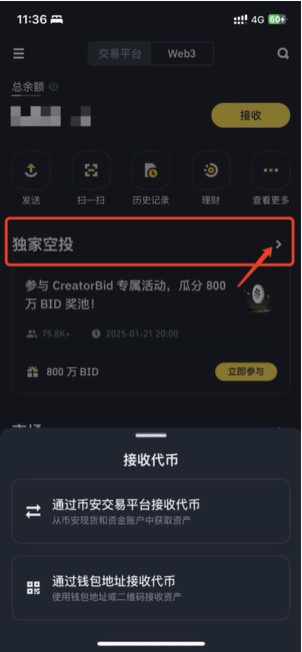 11:36
4G 60
交易平台 Web3
总余额
接收
发送 扫一扫 历史记录 理财 查看更多
独家空投
参与 CreatorBid 专属活动，瓜分 800
万 BID 奖池！
75.8K+ 2025-01-21 20:00
800 万 BID 立即参与
接收代币
通过币安交易平台接收代币
从币安现货和资金账户中获取资产
通过钱包地址接收代币
使用钱包地址或二维码接收资产